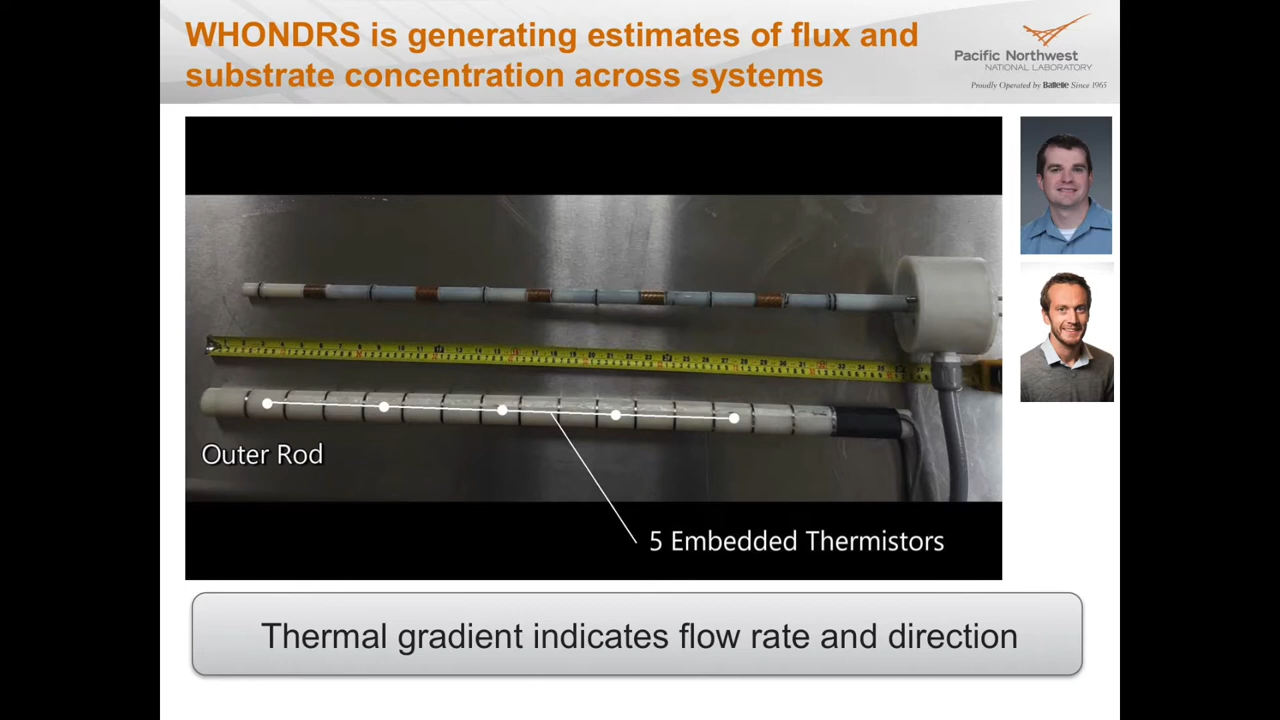 WHONDRS is generating estimates of flux and
substrate concentration across systems
Pacific Northwest
NATIONAL LABORATORY
Proudly Operated by Battelle Since 1965
Outer Rod
5 Embedded Thermistors
Thermal gradient indicates flow rate and direction